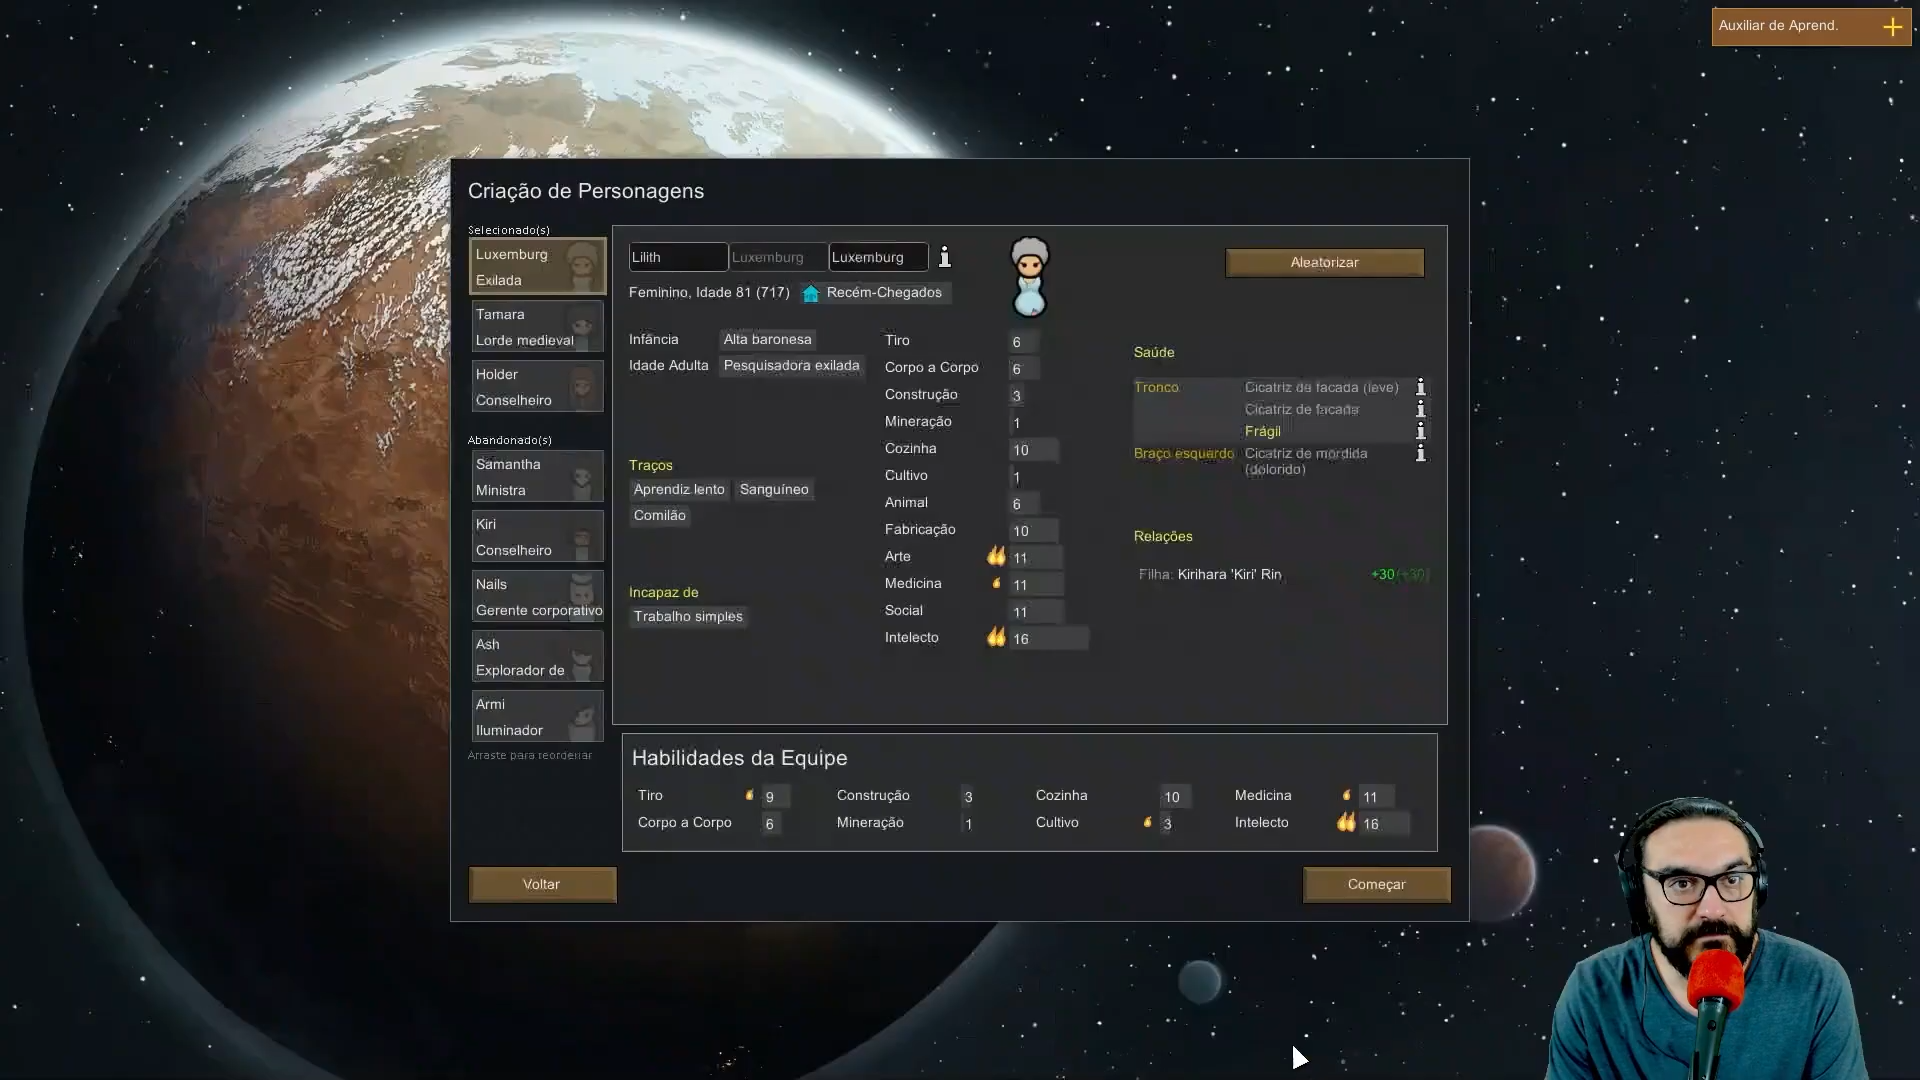 Auxiliar de Aprend.
Criação de Personagens
Selecionado(s)
Luxemburg
Exilada
Tamara
Lorde medieval
Holder
Conselheiro
Abandonado(s)
Samantha
Ministra
Kiri
Conselheiro
Nails
Gerente corporativo
Ash
Explorador de
Armi
Iluminador
Arraste para reordenar
Lilith Luxemburg Luxemburg
Aleatorizar
Feminino, Idade 81 (717) Recém-Chegados
Infância Alta baronesa
Idade Adulta Pesquisadora exilada
Traços
Aprendiz lento Sanguíneo
Comilão
Incapaz de
Trabalho simples
Tiro 6
Corpo a Corpo 6
Construção 3
Mineração 1
Cozinha 10
Cultivo 1
Animal 6
Fabricação 10
Arte 11
Medicina 11
Social 11
Intelecto 16
Saúde
Tronco Cicatriz de facada (leve)
Cicatriz de facada
Frágil
Braço esquerdo Cicatriz de mordida
(dolorido)
Relações
Filha: Kirihara 'Kiri' Rin +30 (+30)
Habilidades da Equipe
Tiro 9 Construção 3 Cozinha 10 Medicina 11
Corpo a Corpo 6 Mineração 1 Cultivo 3 Intelecto 16
Voltar
Começar